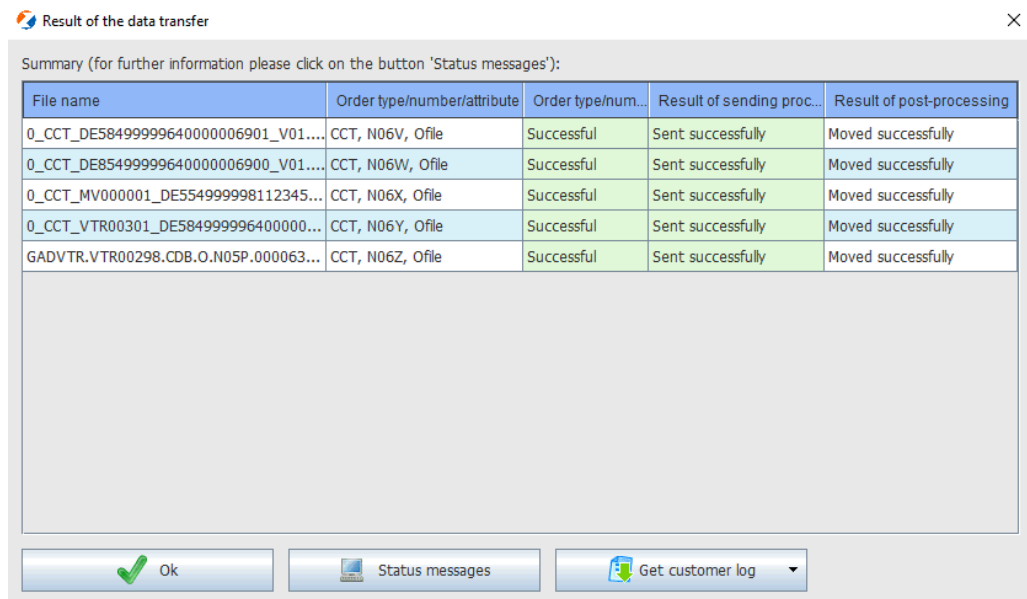 Result of the data transfer
Summary (for further information please click on the button 'Status messages'):
File name Order type/number/attribute Order type/num... Result of sending proc... Result of post-processing
0_CCT_DE58499999640000006901_V01.... CCT, N06V, Ofile Successful Sent successfully Moved successfully
0_CCT_DE85499999640000006900_V01.... CCT, N06W, Ofile Successful Sent successfully Moved successfully
0_CCT_MV000001_DE554999998112345... CCT, N06X, Ofile Successful Sent successfully Moved successfully
0_CCT_VTR00301_DE584999996400000... CCT, N06Y, Ofile Successful Sent successfully Moved successfully
GADVTR.VTR00298.CDB.O.N05P.000063... CCT, N06Z, Ofile Successful Sent successfully Moved successfully
Ok Status messages Get customer log